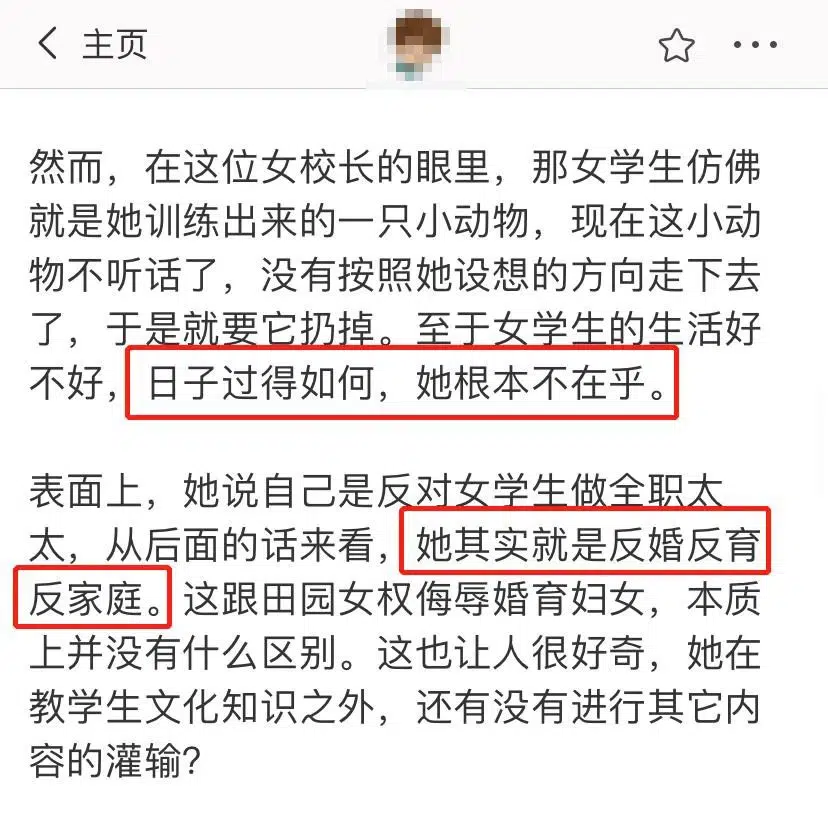 主页
然而，在这位女校长的眼里，那女学生仿佛
就是她训练出来的一只小动物，现在这小动
物不听话了，没有按照她设想的方向走下去
了，于是就要它扔掉。至于女学生的生活好
不好，日子过得如何，她根本不在乎。
表面上，她说自己是反对女学生做全职太
太，从后面的话来看，她其实就是反婚反育
反家庭。这跟田园女权侮辱婚育妇女，本质
上并没有什么区别。这也让人很好奇，她在
教学生文化知识之外，还有没有进行其它内
容的灌输？